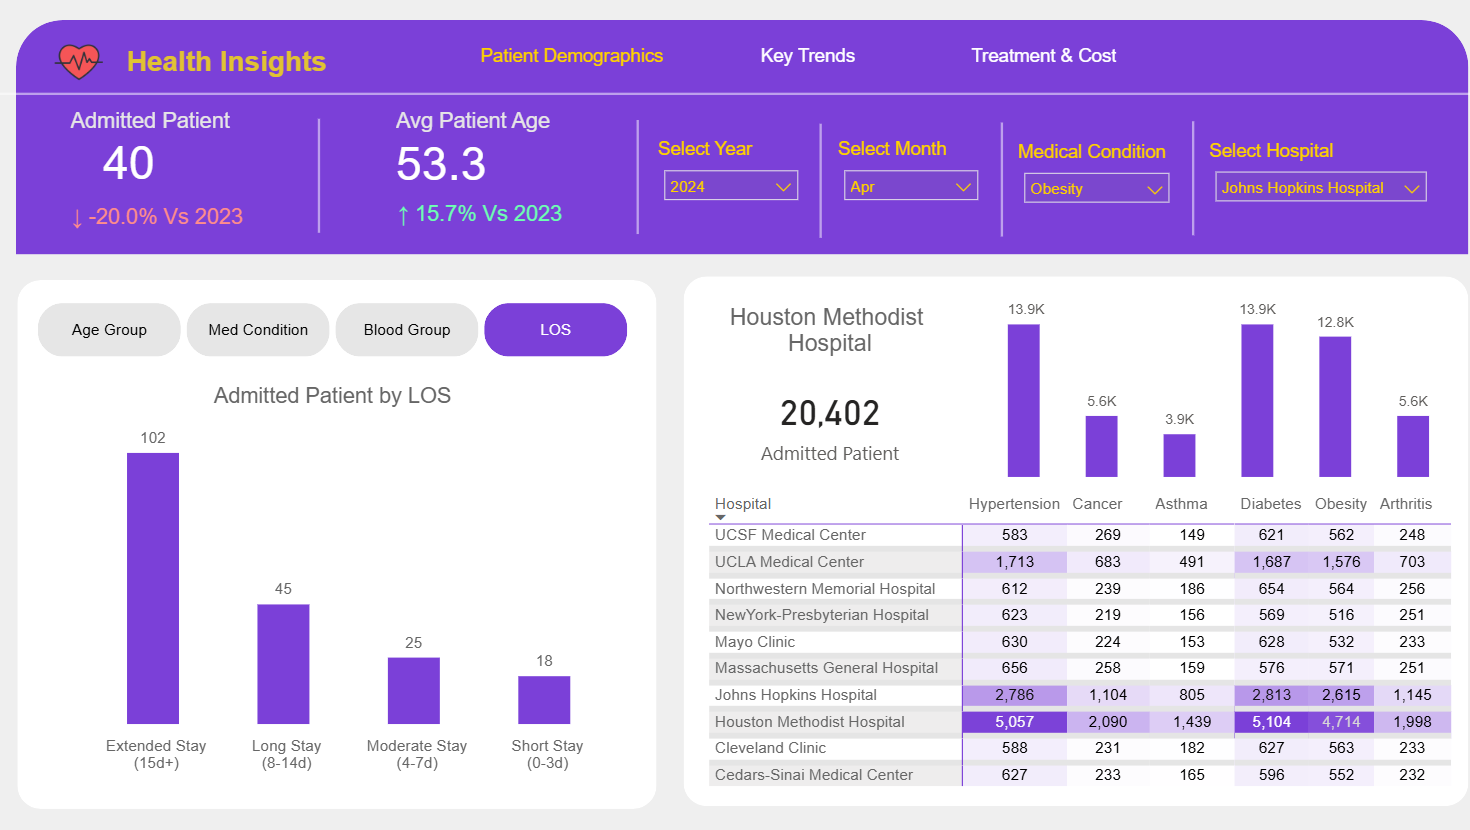 Health Insights
Patient Demographics
Key Trends
Treatment & Cost
Admitted Patient
40
↓ -20.0% Vs 2023
Avg Patient Age
53.3
↑ 15.7% Vs 2023
Select Year
2024
Select Month
Apr
Medical Condition
Obesity
Select Hospital
Johns Hopkins Hospital
Age Group
Med Condition
Blood Group
LOS
Admitted Patient by LOS
102
45
25
18
Extended Stay
(15d+)
Long Stay
(8-14d)
Moderate Stay
(4-7d)
Short Stay
(0-3d)
Houston Methodist
Hospital
20,402
Admitted Patient
13.9K
5.6K
3.9K
13.9K
12.8K
5.6K
Hospital Hypertension Cancer Asthma Diabetes Obesity Arthritis
UCSF Medical Center 583 269 149 621 562 248
UCLA Medical Center 1,713 683 491 1,687 1,576 703
Northwestern Memorial Hospital 612 239 186 654 564 256
NewYork-Presbyterian Hospital 623 219 156 569 516 251
Mayo Clinic 630 224 153 628 532 233
Massachusetts General Hospital 656 258 159 576 571 251
Johns Hopkins Hospital 2,786 1,104 805 2,813 2,615 1,145
Houston Methodist Hospital 5,057 2,090 1,439 5,104 4,714 1,998
Cleveland Clinic 588 231 182 627 563 233
Cedars-Sinai Medical Center 627 233 165 596 552 232